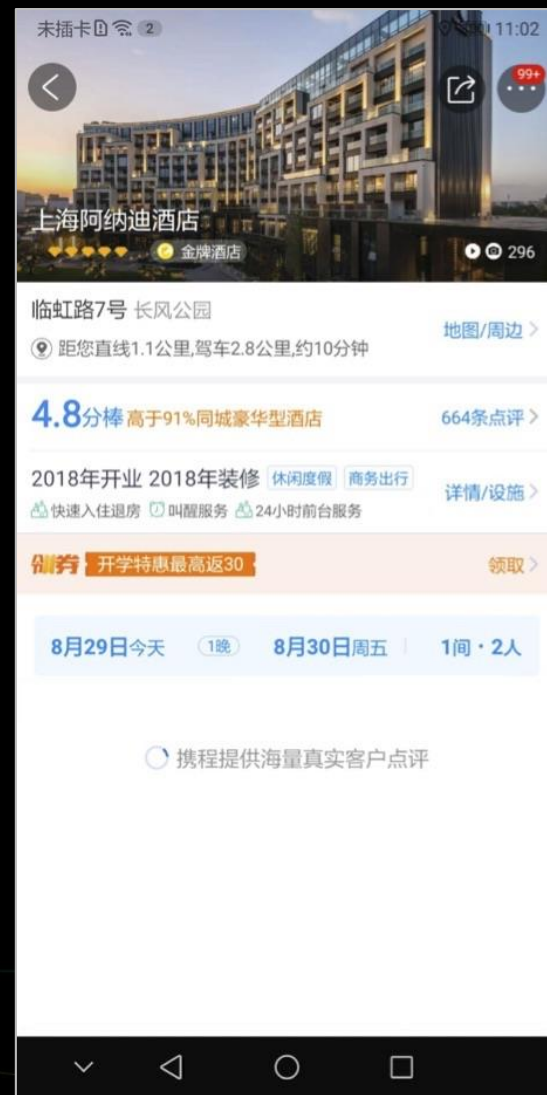 未插卡 2 11:02
99+
上海阿纳迪酒店
金牌酒店 296
临虹路7号 长风公园
地图/周边
距您直线1.1公里,驾车2.8公里,约10分钟
4.8分棒 高于91%同城豪华型酒店 664条点评
2018年开业 2018年装修 休闲度假 商务出行
详情/设施
快速入住退房 叫醒服务 24小时前台服务
领券 开学特惠最高返30 领取
8月29日今天 1晚 8月30日周五 1间·2人
携程提供海量真实客户点评